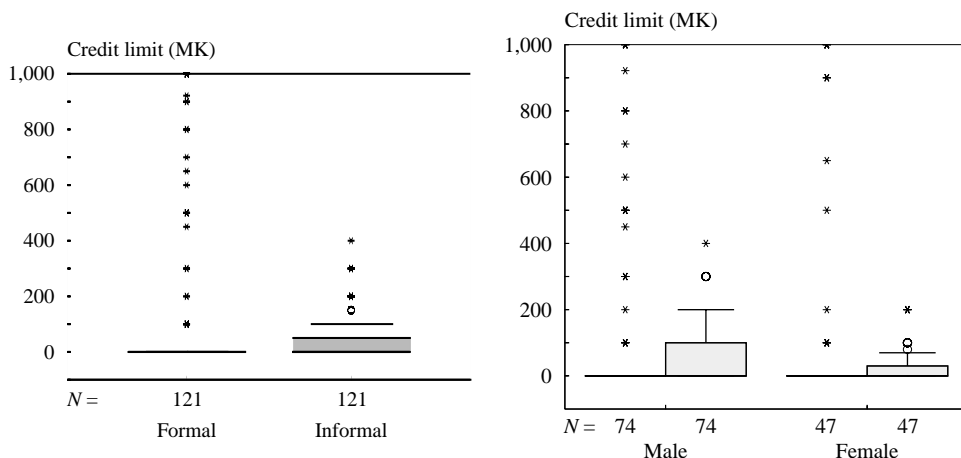 Credit limit (MK)
1,000
800
600
400
200
0
N = 121 121
Formal Informal
Credit limit (MK)
1,000
800
600
400
200
0
N = 74 74 47 47
Male Female